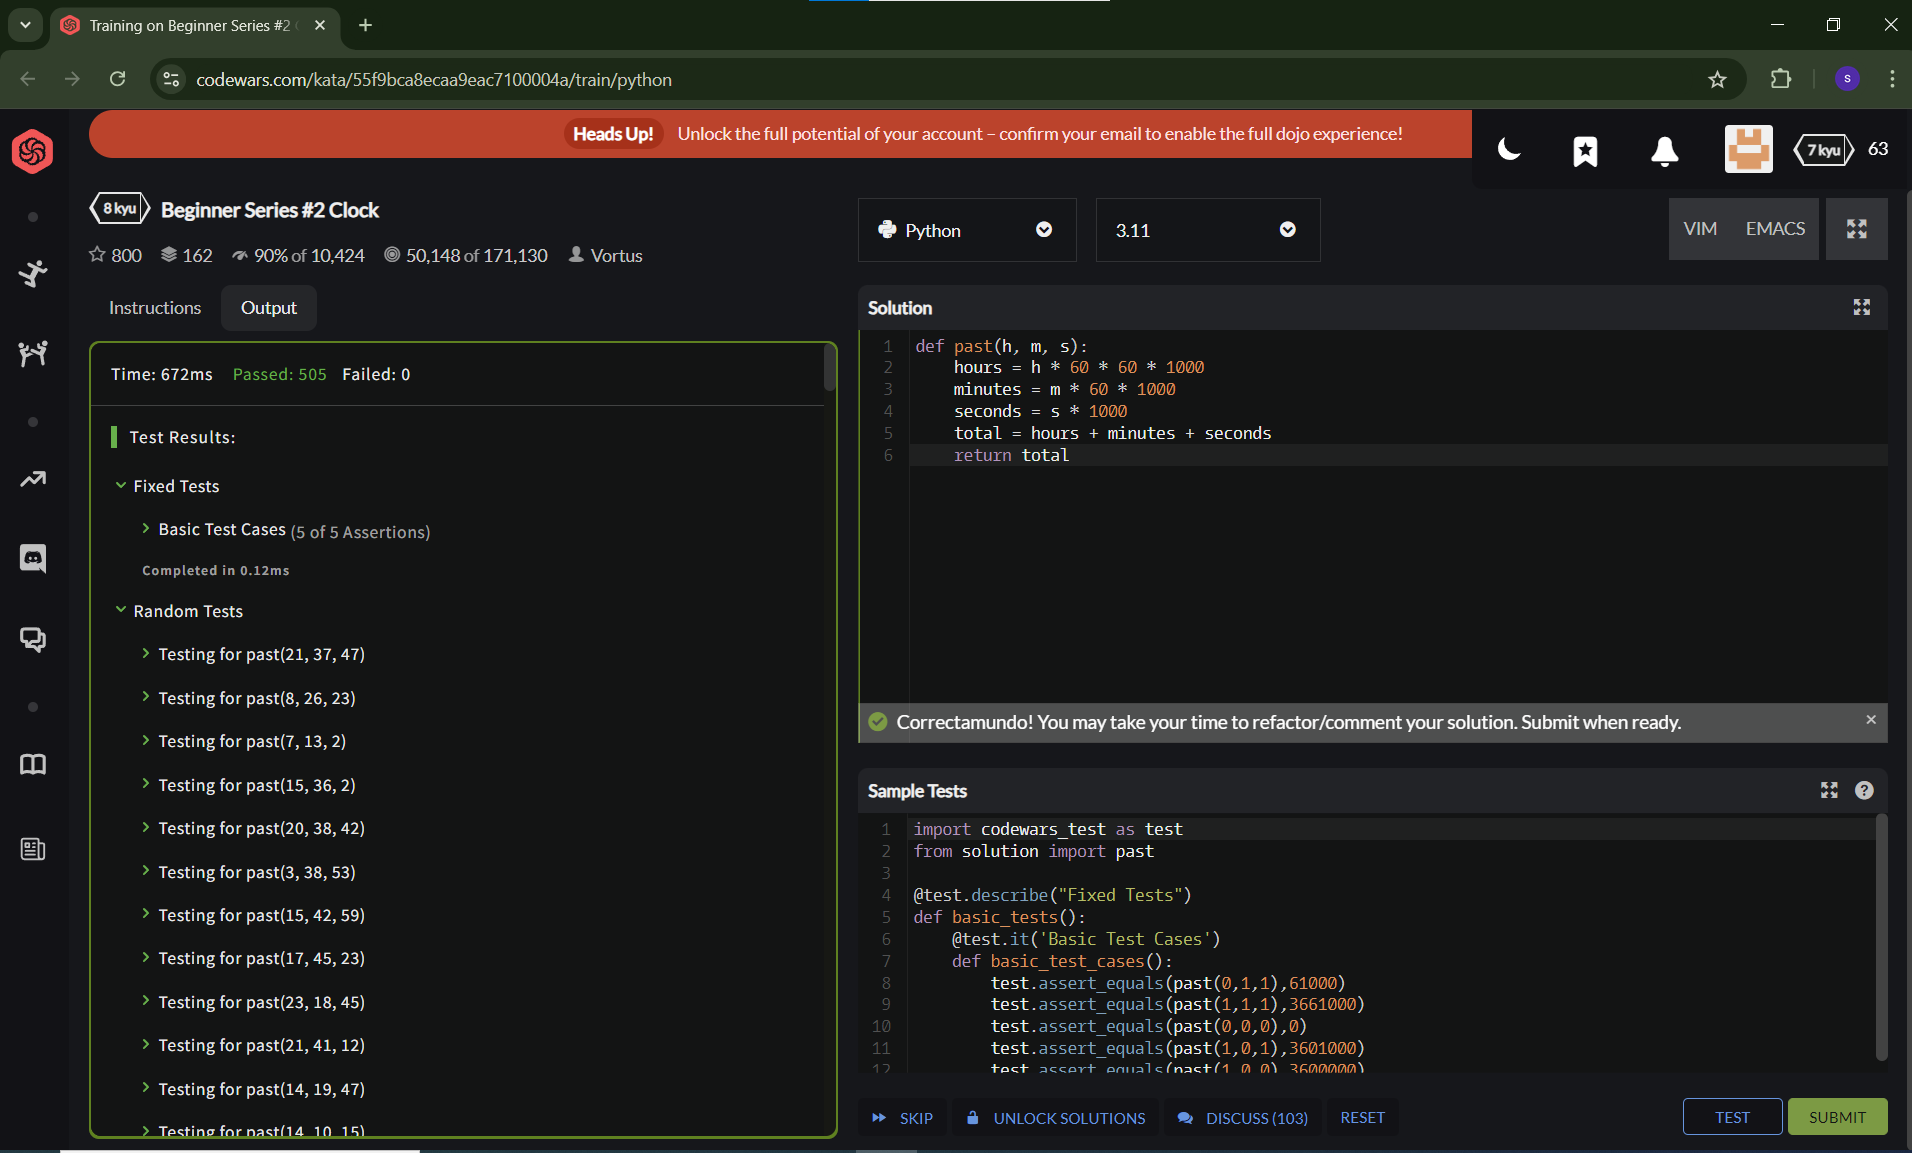 Training on Beginner Series #2
codewars.com/kata/55f9bca8ecaa9eac7100004a/train/python
S
Heads Up! Unlock the full potential of your account – confirm your email to enable the full dojo experience!
7 kyu 63
8 kyu Beginner Series #2 Clock
800 162 90% of 10,424 50,148 of 171,130 Vortus
Python
3.11
VIM EMACS
Instructions Output
Time: 672ms Passed: 505 Failed: 0
Test Results:
Fixed Tests
Basic Test Cases (5 of 5 Assertions)
Completed in 0.12ms
Random Tests
Testing for past(21, 37, 47)
Testing for past(8, 26, 23)
Testing for past(7, 13, 2)
Testing for past(15, 36, 2)
Testing for past(20, 38, 42)
Testing for past(3, 38, 53)
Testing for past(15, 42, 59)
Testing for past(17, 45, 23)
Testing for past(23, 18, 45)
Testing for past(21, 41, 12)
Testing for past(14, 19, 47)
Testing for past(14, 10, 15)
Solution
1 def past(h, m, s):
2     hours = h * 60 * 60 * 1000
3     minutes = m * 60 * 1000
4     seconds = s * 1000
5     total = hours + minutes + seconds
6     return total
Correctamundo! You may take your time to refactor/comment your solution. Submit when ready.
Sample Tests
1 import codewars_test as test
2 from solution import past
3
4 @test.describe("Fixed Tests")
5 def basic_tests():
6     @test.it('Basic Test Cases')
7     def basic_test_cases():
8         test.assert_equals(past(0,1,1),61000)
9         test.assert_equals(past(1,1,1),3661000)
10         test.assert_equals(past(0,0,0),0)
11         test.assert_equals(past(1,0,1),3601000)
12         test.assert_equals(past(1,0,0),3600000)
SKIP UNLOCK SOLUTIONS DISCUSS (103) RESET TEST SUBMIT